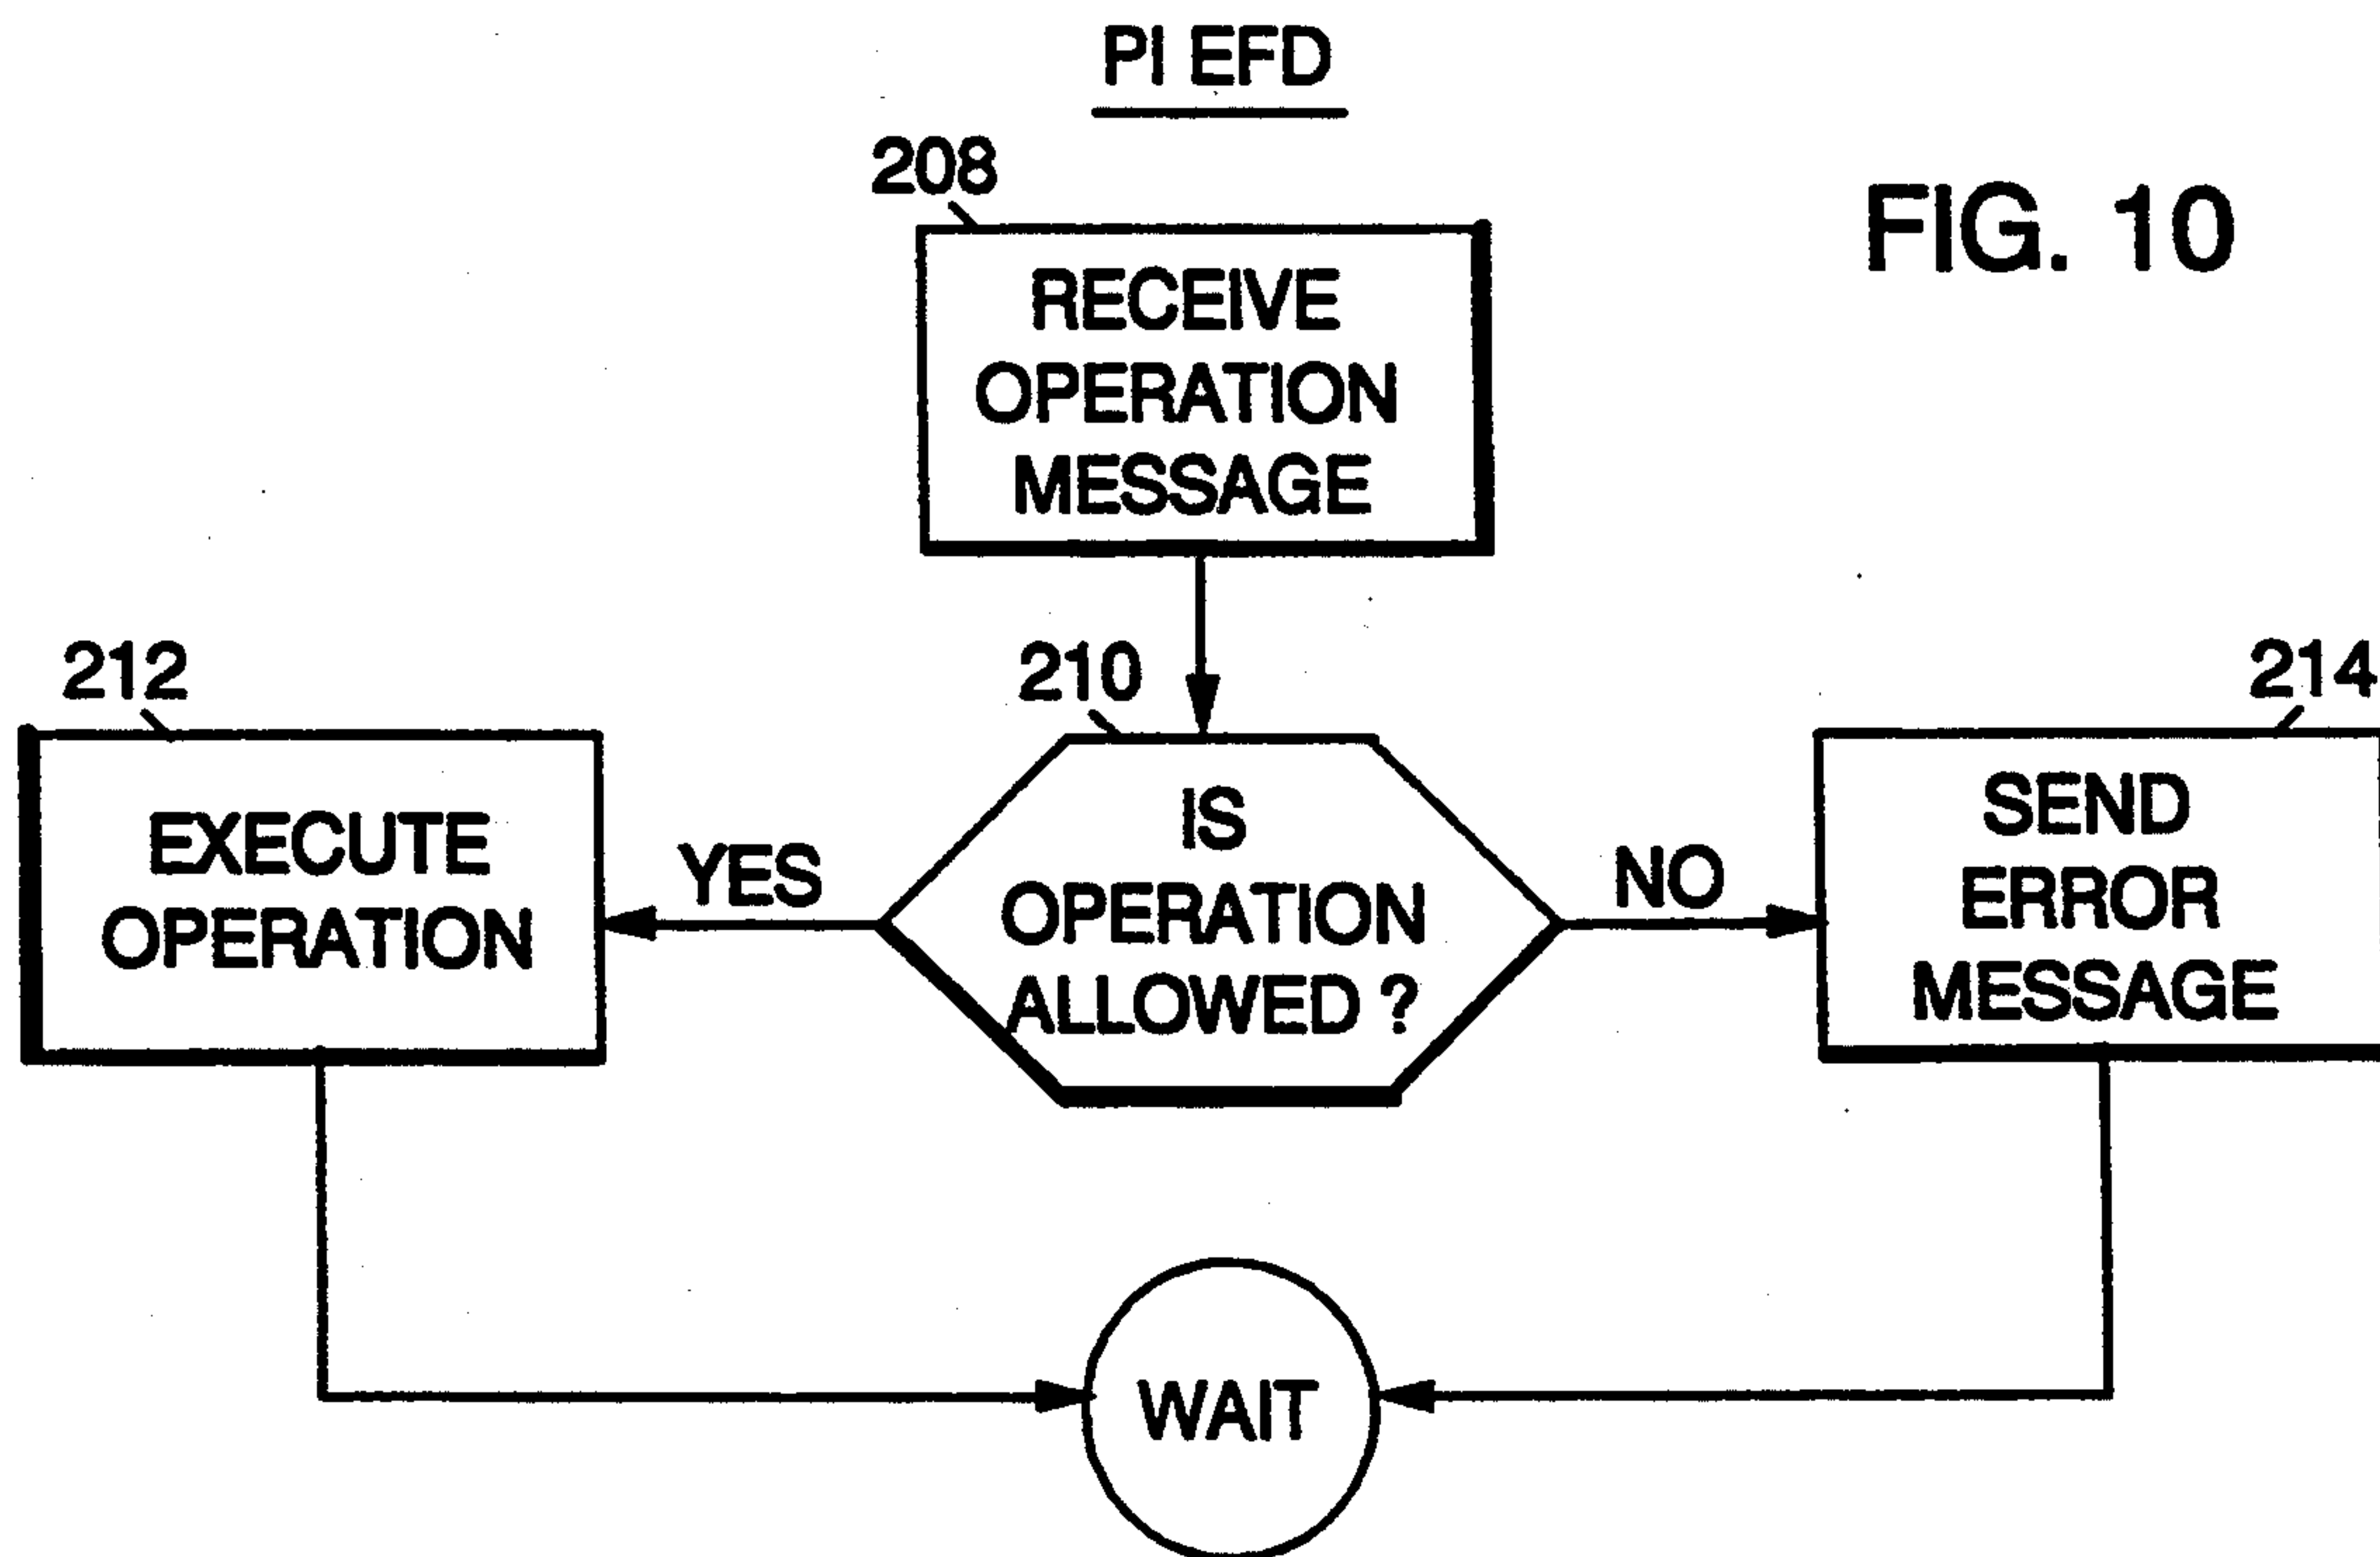 PI EFD
FIG. 10
208
RECEIVE
OPERATION
MESSAGE
212
210
214
EXECUTE
OPERATION
YES
IS
OPERATION
ALLOWED ?
NO
SEND
ERROR
MESSAGE
WAIT